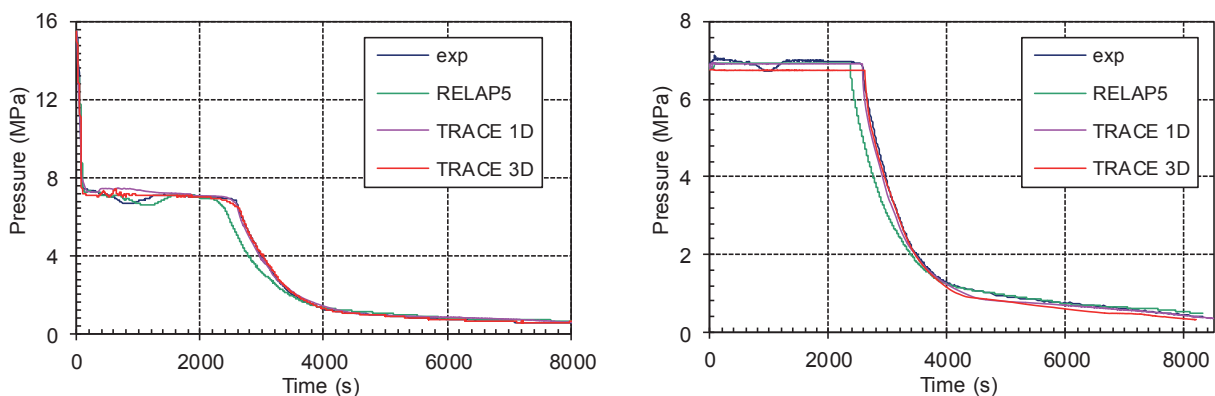 16
12
8
4
0
Pressure (MPa)
0
2000
4000
6000
8000
Time (s)
exp
RELAP5
TRACE 1D
TRACE 3D
8
6
4
2
0
Pressure (MPa)
0
2000
4000
6000
8000
Time (s)
exp
RELAP5
TRACE 1D
TRACE 3D